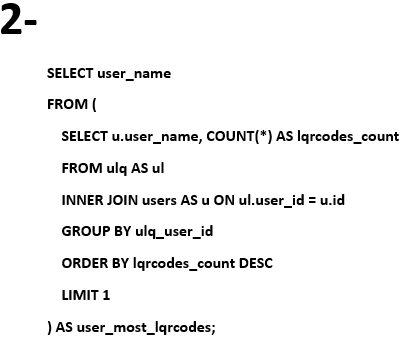 2-
SELECT user_name
FROM (
SELECT u.user_name, COUNT(*) AS lqrcodes_count
FROM ulq AS ul
INNER JOIN users AS u ON ul.user_id = u.id
GROUP BY ulq_user_id
ORDER BY lqrcodes_count DESC
LIMIT 1
) AS user_most_lqrcodes;